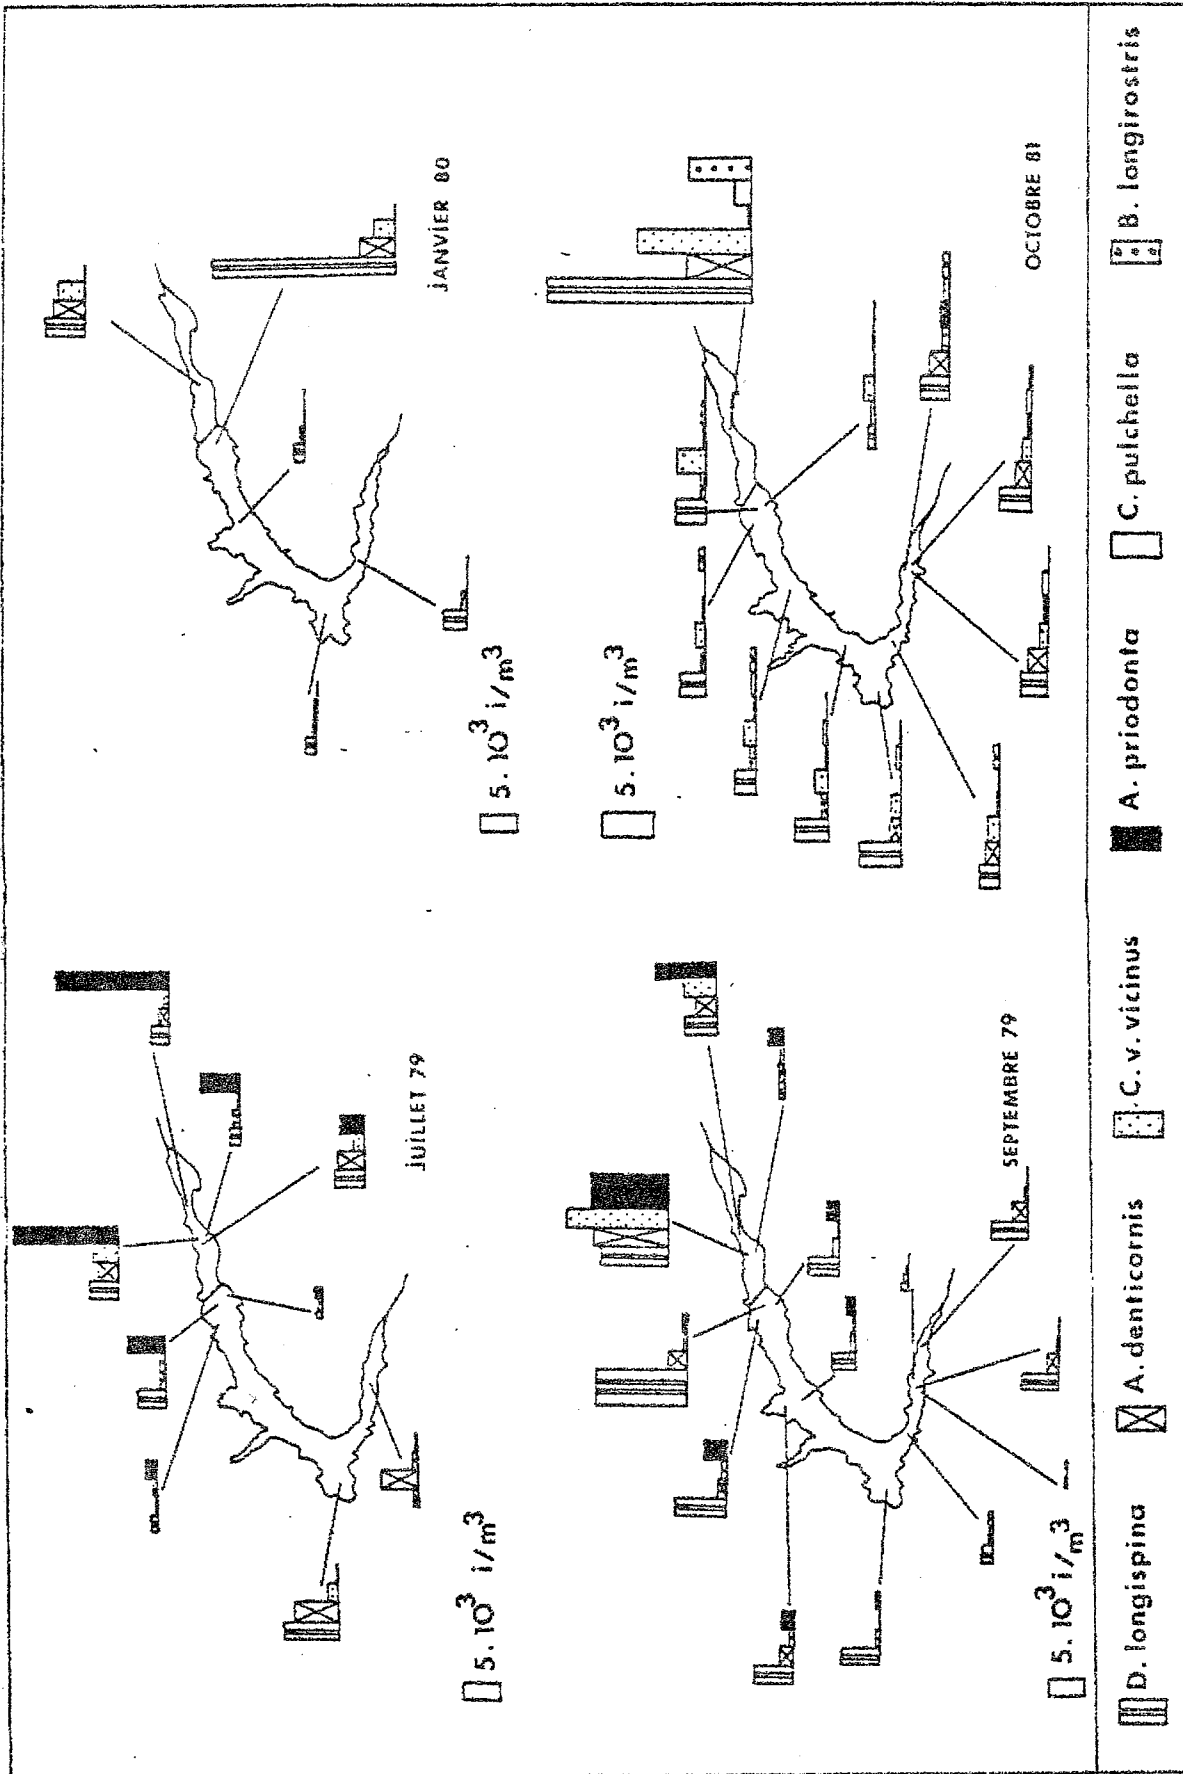 JUILLET 79
5.10³ i/m³
JANVIER 80
5.10³ i/m³
SEPTEMBRE 79
5.10³ i/m³
OCTOBRE 81
5.10³ i/m³
D. longispina A. denticornis C. v. vicinus A. priodonta C. pulchella B. longirostris